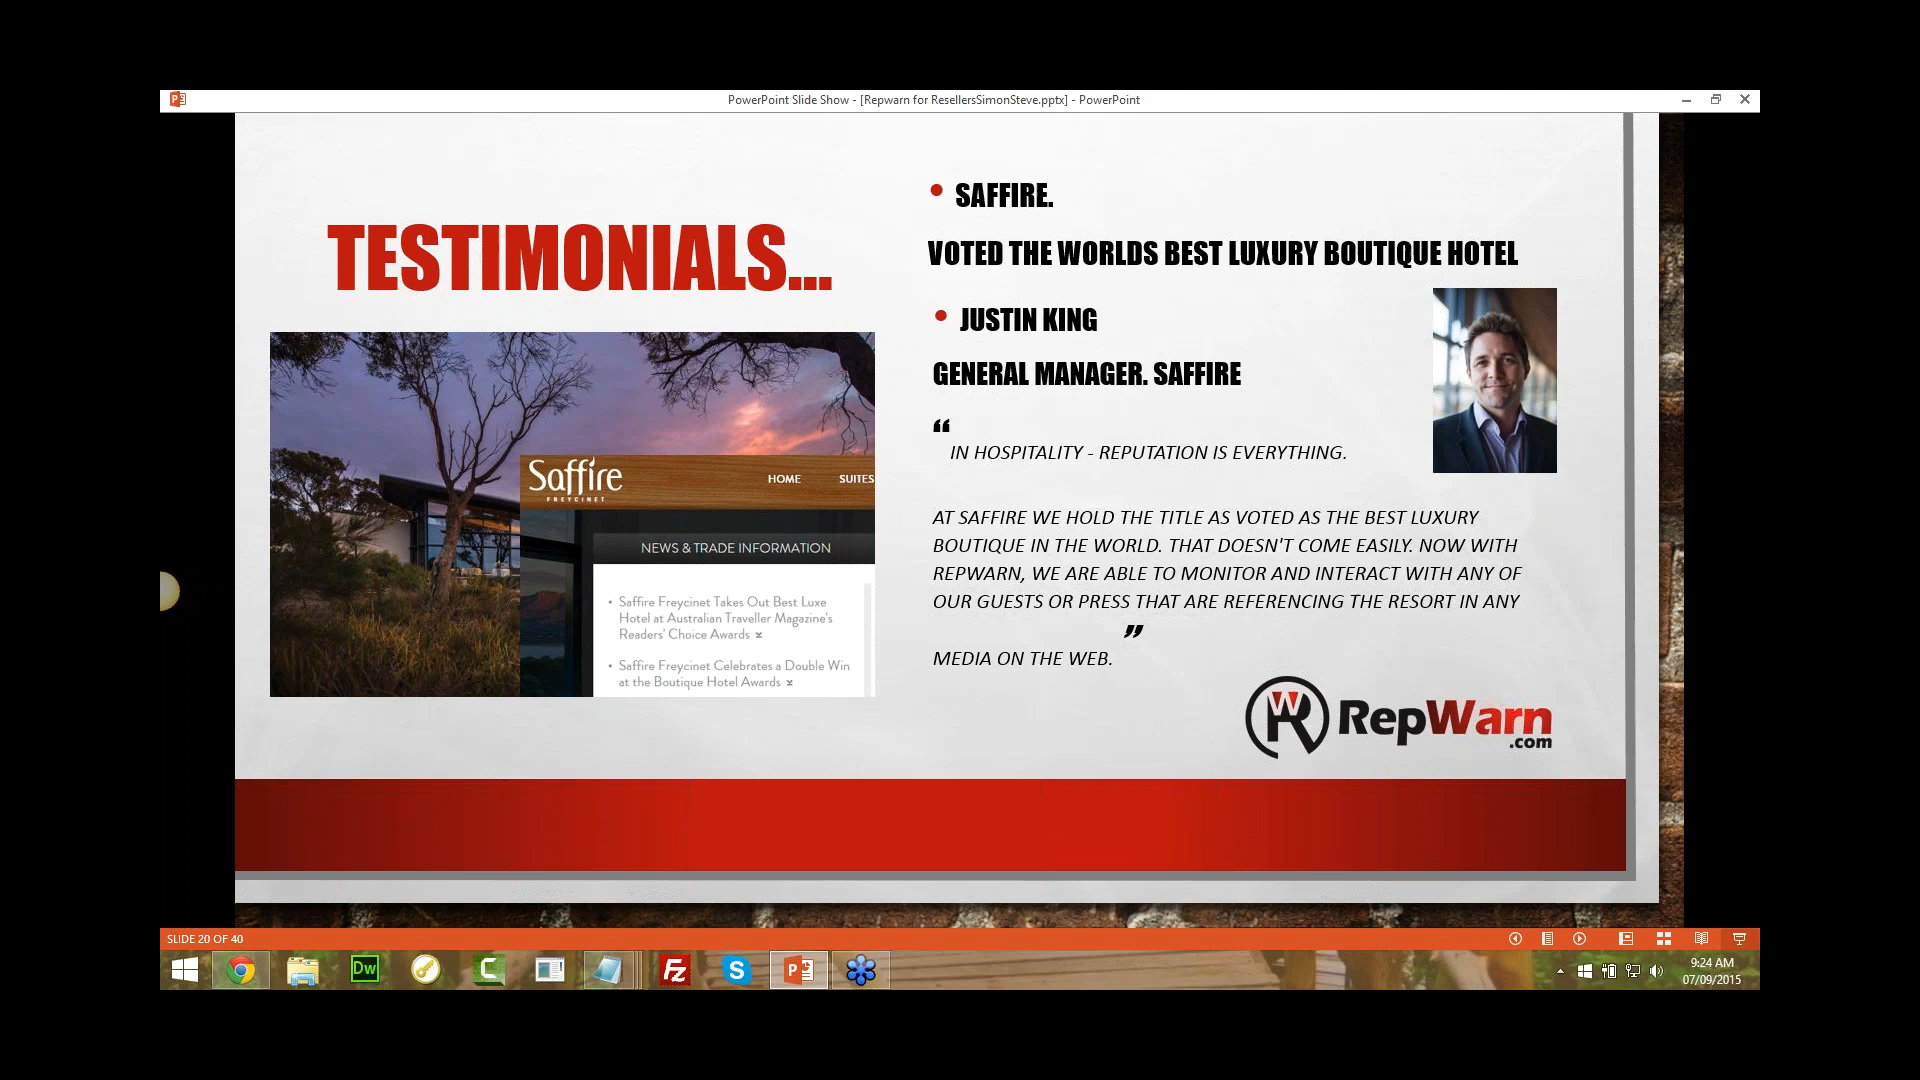 PowerPoint Slide Show - [Repwarn for ResellersSimonSteve.pptx] - PowerPoint
TESTIMONIALS...
Saffire
FREYCINET
HOME
SUITES
NEWS & TRADE INFORMATION
• Saffire Freycinet Takes Out Best Luxe
Hotel at Australian Traveller Magazine's
Readers' Choice Awards
• Saffire Freycinet Celebrates a Double Win
at the Boutique Hotel Awards
• SAFFIRE.
VOTED THE WORLDS BEST LUXURY BOUTIQUE HOTEL
• JUSTIN KING
GENERAL MANAGER. SAFFIRE
“
IN HOSPITALITY - REPUTATION IS EVERYTHING.
AT SAFFIRE WE HOLD THE TITLE AS VOTED AS THE BEST LUXURY
BOUTIQUE IN THE WORLD. THAT DOESN'T COME EASILY. NOW WITH
REPWARN, WE ARE ABLE TO MONITOR AND INTERACT WITH ANY OF
OUR GUESTS OR PRESS THAT ARE REFERENCING THE RESORT IN ANY
MEDIA ON THE WEB. ”
RepWarn
.com
SLIDE 20 OF 40
Dw
9:24 AM
07/09/2015